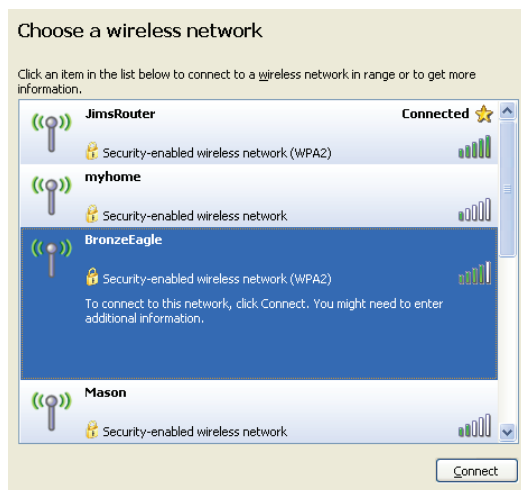 Choose a wireless network
Click an item in the list below to connect to a wireless network in range or to get more
information.
JimsRouter Connected
Security-enabled wireless network (WPA2)
myhome
Security-enabled wireless network
BronzeEagle
Security-enabled wireless network (WPA2)
To connect to this network, click Connect. You might need to enter
additional information.
Mason
Security-enabled wireless network
Connect